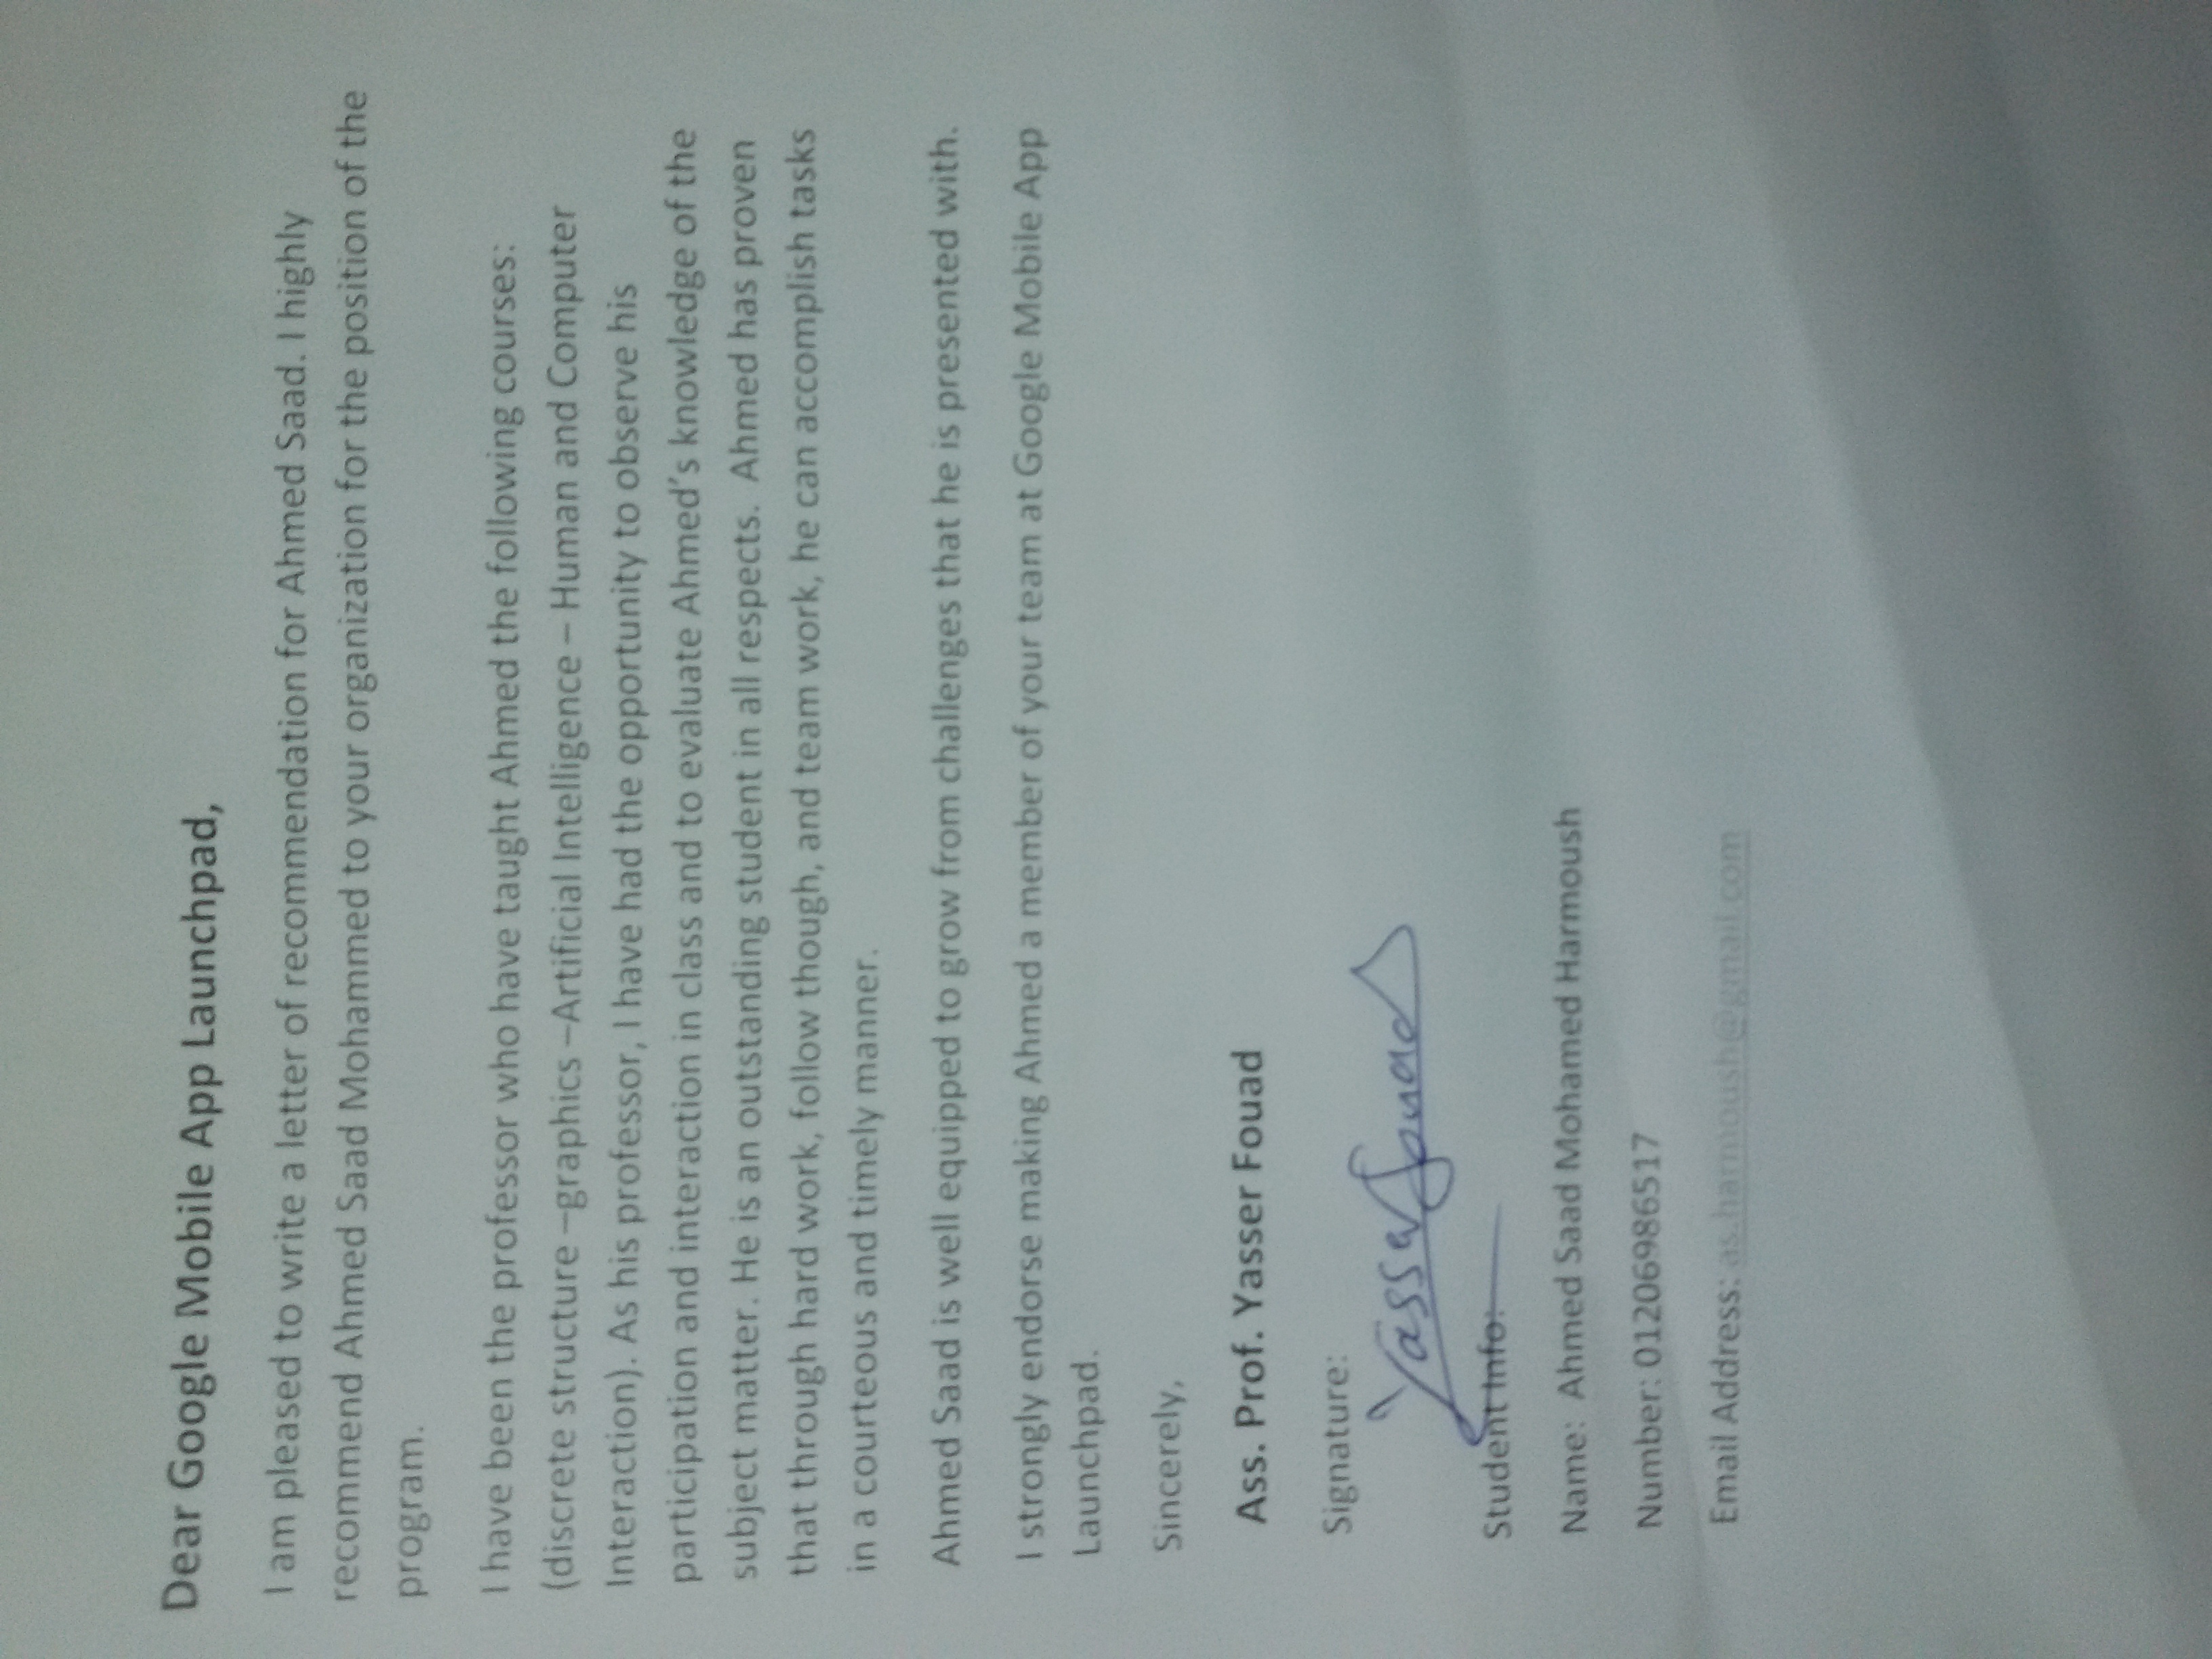 Dear Google Mobile App Launchpad,
I am pleased to write a letter of recommendation for Ahmed Saad. I highly
recommend Ahmed Saad Mohammed to your organization for the position of the
program.
I have been the professor who have taught Ahmed the following courses:
(discrete structure –graphics –Artificial Intelligence – Human and Computer
Interaction). As his professor, I have had the opportunity to observe his
participation and interaction in class and to evaluate Ahmed's knowledge of the
subject matter. He is an outstanding student in all respects.  Ahmed has proven
that through hard work, follow though, and team work, he can accomplish tasks
in a courteous and timely manner.
Ahmed Saad is well equipped to grow from challenges that he is presented with.
I strongly endorse making Ahmed a member of your team at Google Mobile App
Launchpad.
Sincerely,
Ass. Prof. Yasser Fouad
Signature:
Yasser Fouad
Student Info:
Name:  Ahmed Saad Mohamed Harmoush
Number: 01206986517
Email Address: as.harmoush@gmail.com